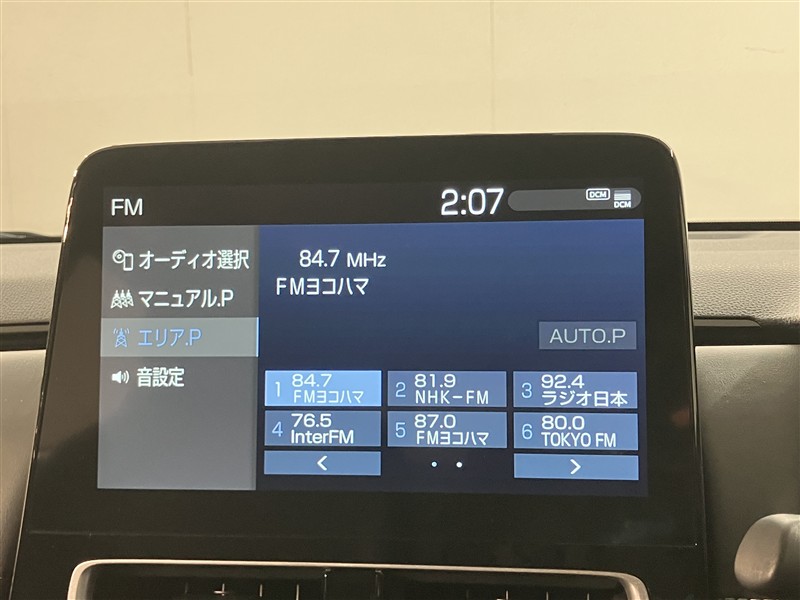 FM
2:07
DCM
DCM
オーディオ選択
マニュアル.P
エリア.P
音設定
84.7 MHz
FMヨコハマ
AUTO.P
1 84.7 FMヨコハマ
2 81.9 NHK-FM
3 92.4 ラジオ日本
4 76.5 InterFM
5 87.0 FMヨコハマ
6 80.0 TOKYO FM
<
>